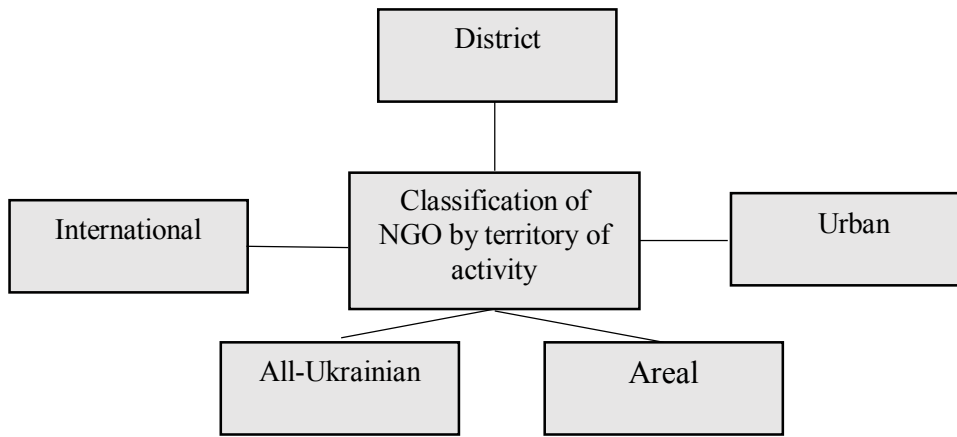 District
Classification of
NGO by territory of
activity
International
Urban
All-Ukrainian
Areal